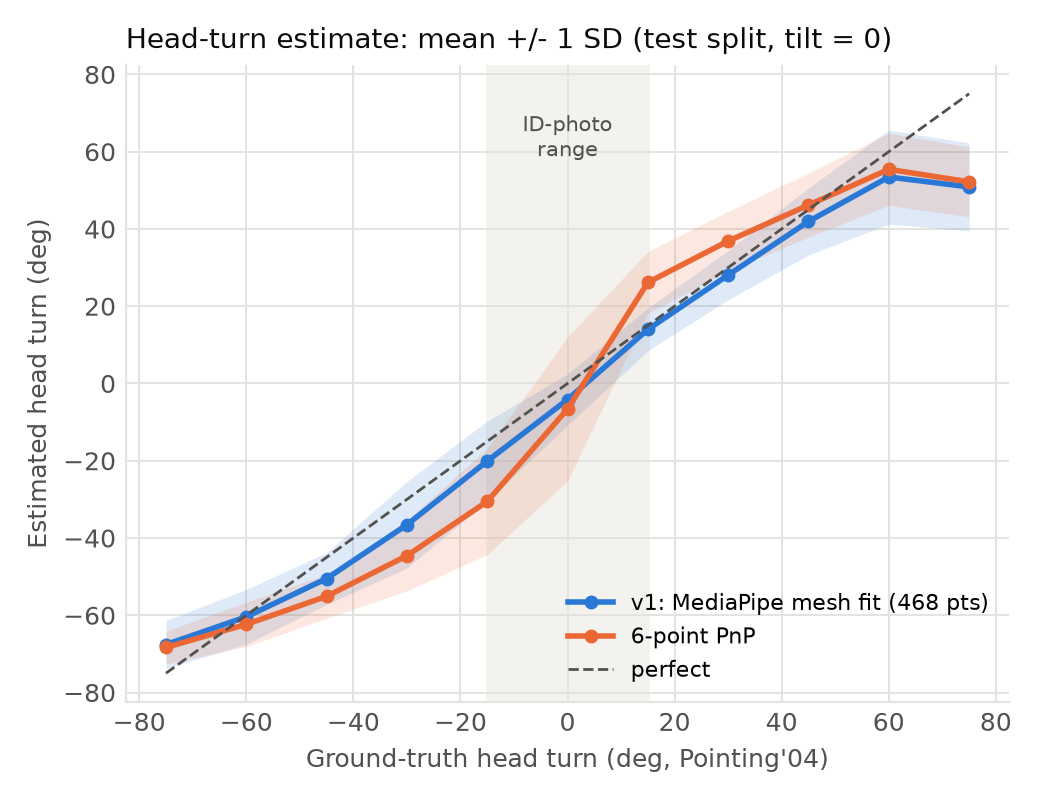 Head-turn estimate: mean +/- 1 SD (test split, tilt = 0)
80
60
40
20
0
−20
−40
−60
−80
Estimated head turn (deg)
ID-photo
range
v1: MediaPipe mesh fit (468 pts)
6-point PnP
perfect
−80
−60
−40
−20
0
20
40
60
80
Ground-truth head turn (deg, Pointing'04)